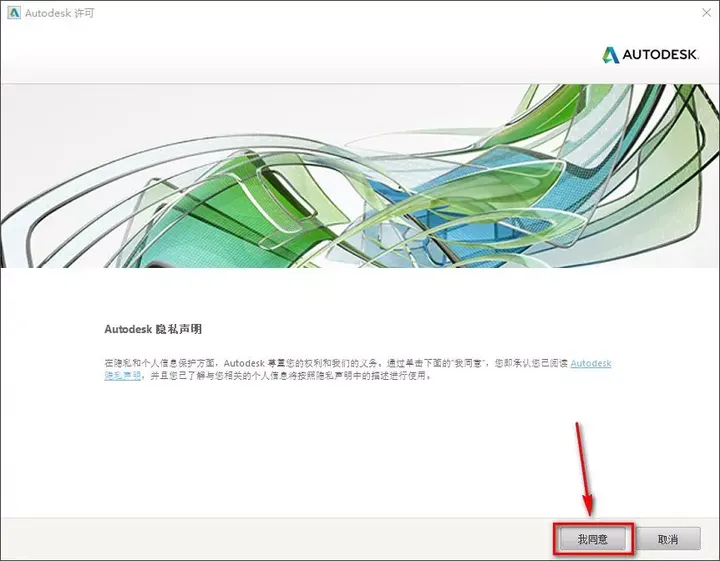 Autodesk 许可
AUTODESK.
Autodesk 隐私声明
在隐私和个人信息保护方面，Autodesk 尊重您的权利和我们的义务。通过单击下面的“我同意”，您即承认您已阅读 Autodesk
隐私声明，并且您已了解与您相关的个人信息将按照隐私声明中的描述进行使用。
我同意
取消